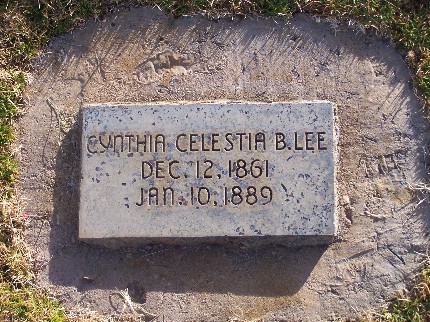 CYNTHIA CELESTIA B. LEE
DEC. 12, 1861
JAN. 10, 1889